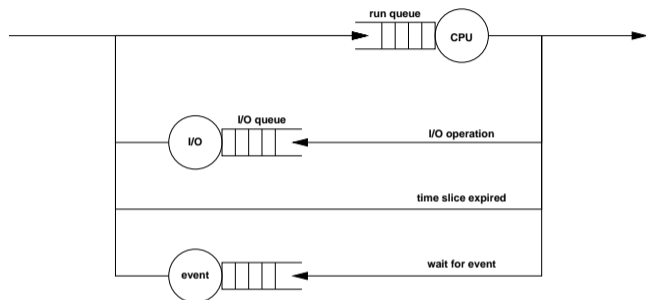 run queue
CPU
I/O queue
I/O
I/O operation
time slice expired
wait for event
event